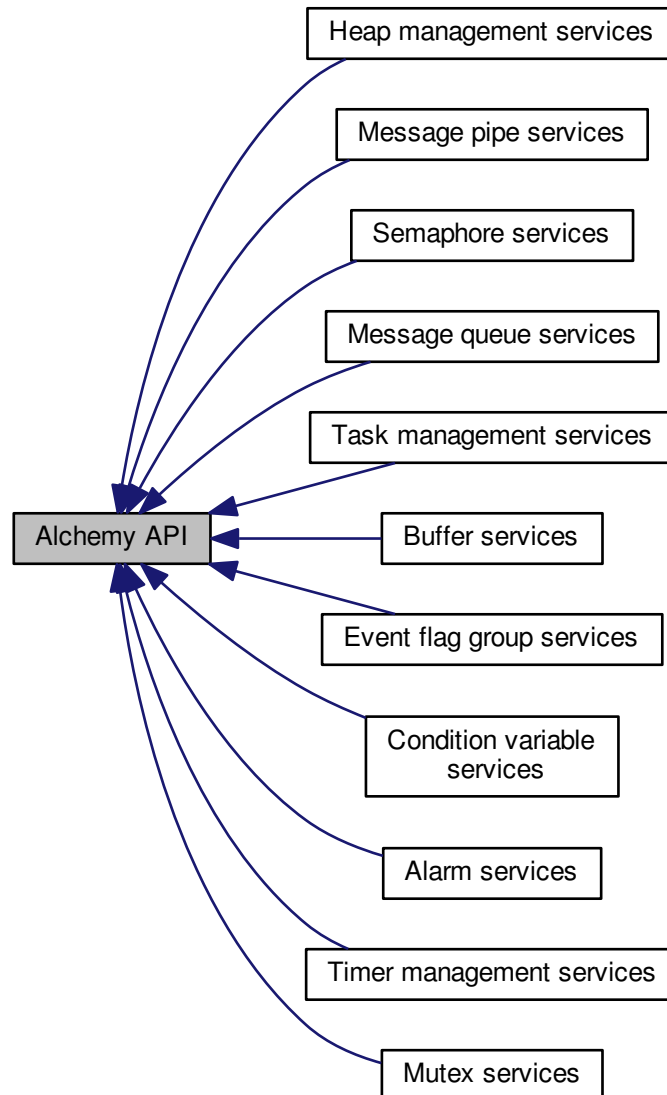 Heap management services
Message pipe services
Semaphore services
Message queue services
Task management services
Alchemy API
Buffer services
Event flag group services
Condition variable
services
Alarm services
Timer management services
Mutex services